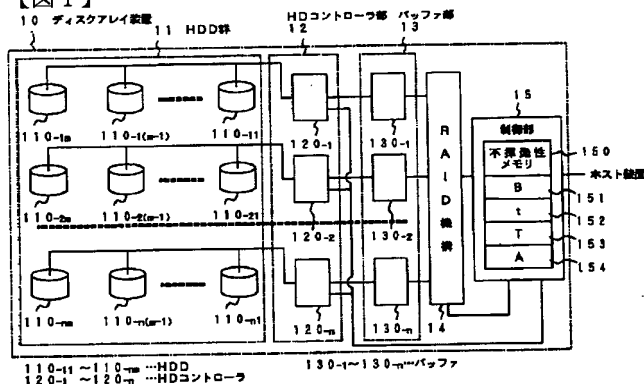 【図1】
10 ディスクアレイ装置
11 HDD群
12
HDコントローラ部
バッファ部
13
110-1m
110-1(m-1)
110-11
120-1
130-1
110-2m
110-2(m-1)
110-21
120-2
130-2
110-nm
110-n(m-1)
110-n1
120-n
130-n
RAID機構
14
15
制御部
不揮発性メモリ
150
ホスト装置
B
151
t
152
T
153
A
154
110-11 ~110-nm …HDD
120-1 ~120-n …HDコントローラ
130-1~130-n…バッファ